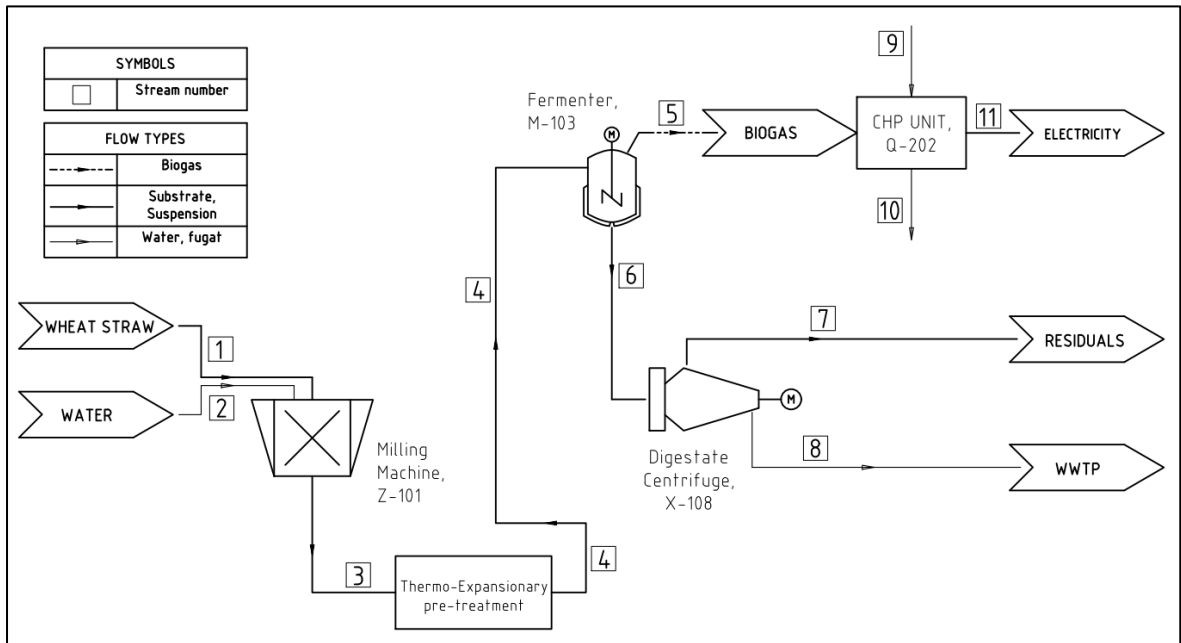 SYMBOLS
Stream number
FLOW TYPES
Biogas
Substrate,
Suspension
Water, fugat
WHEAT STRAW
1
WATER
2
Milling
Machine,
Z-101
3
Thermo-Expansionary
pre-treatment
4
4
Fermenter,
M-103
M
5
BIOGAS
9
CHP UNIT,
Q-202
11
ELECTRICITY
10
6
7
RESIDUALS
M
Digestate
Centrifuge,
X-108
8
WWTP